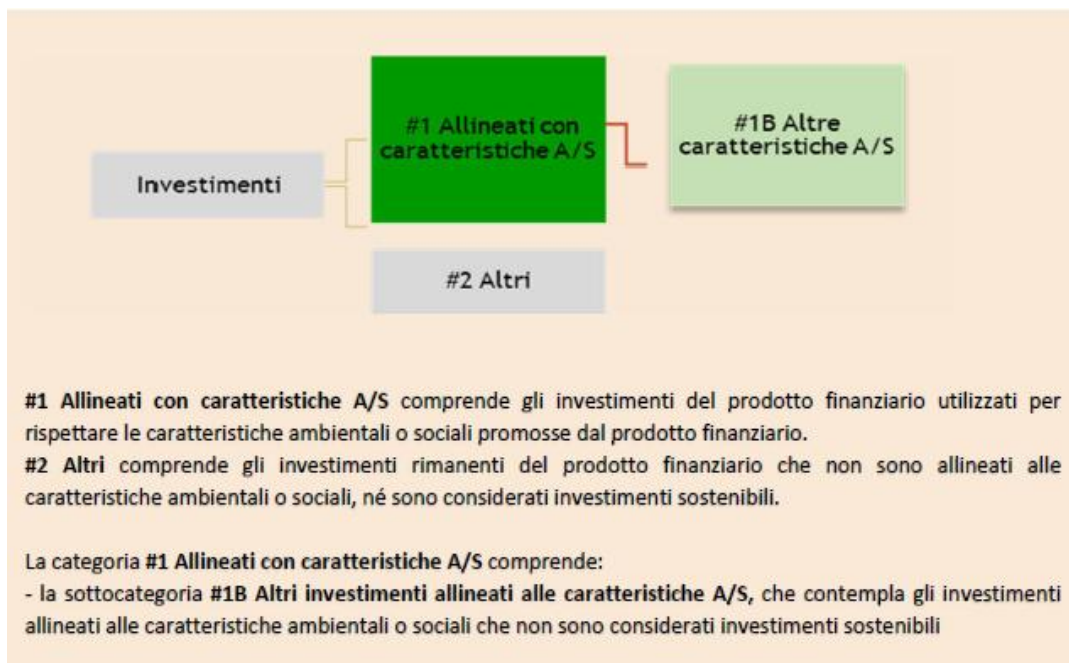 #1 Allineati con
caratteristiche A/S
#1B Altre
caratteristiche A/S
Investimenti
#2 Altri
#1 Allineati con caratteristiche A/S comprende gli investimenti del prodotto finanziario utilizzati per
rispettare le caratteristiche ambientali o sociali promosse dal prodotto finanziario.
#2 Altri comprende gli investimenti rimanenti del prodotto finanziario che non sono allineati alle
caratteristiche ambientali o sociali, né sono considerati investimenti sostenibili.
La categoria #1 Allineati con caratteristiche A/S comprende:
- la sottocategoria #1B Altri investimenti allineati alle caratteristiche A/S, che contempla gli investimenti
allineati alle caratteristiche ambientali o sociali che non sono considerati investimenti sostenibili